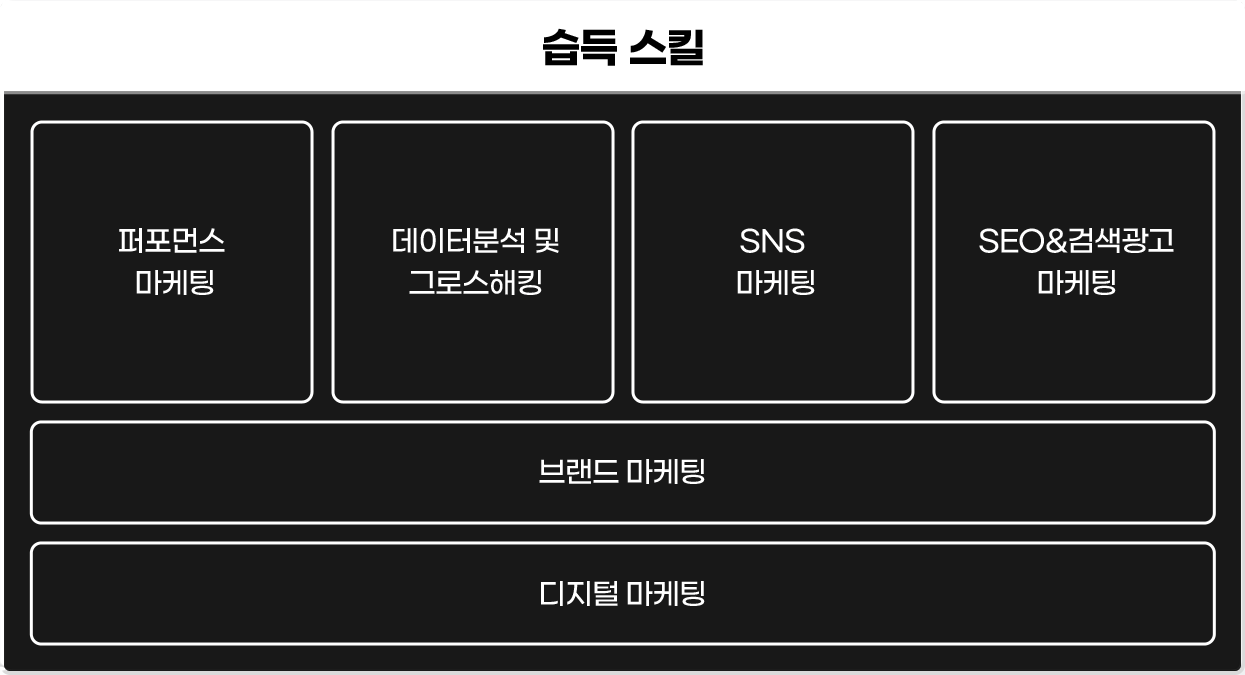 습득 스킬
퍼포먼스
마케팅
데이터분석 및
그로스해킹
SNS
마케팅
SEO&검색광고
마케팅
브랜드 마케팅
디지털 마케팅